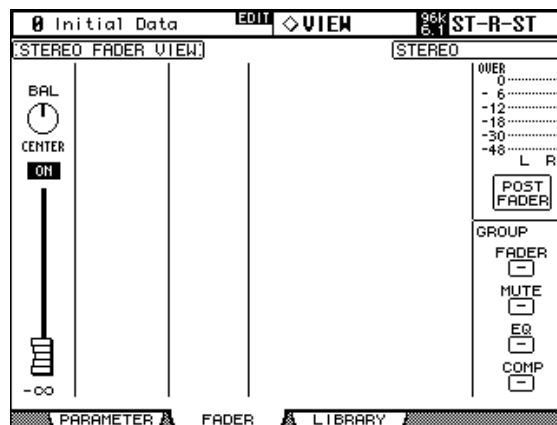 0 Initial Data EDIT ◇VIEW 96k 6.1 ST-R-ST
STEREO FADER VIEW STEREO
BAL
CENTER
ON
-∞
OVER
0
-6
-12
-18
-30
-48
L R
POST
FADER
GROUP
FADER
-
MUTE
-
EQ
-
COMP
-
PARAMETER FADER LIBRARY